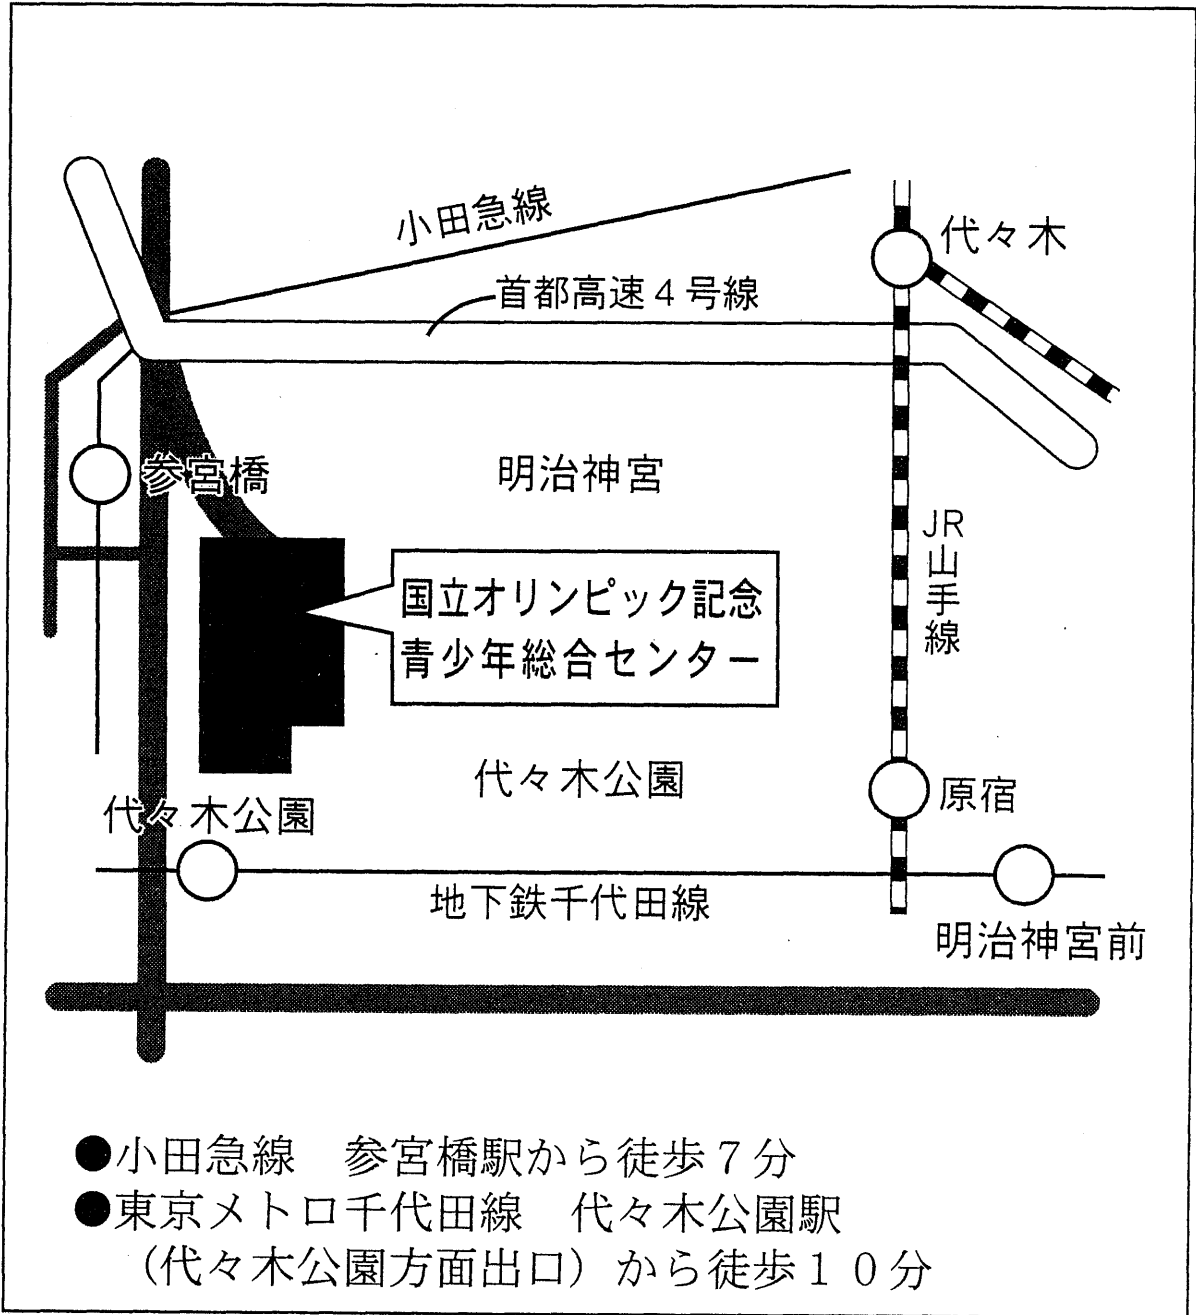 小田急線
代々木
首都高速４号線
参宮橋
明治神宮
JR山手線
国立オリンピック記念
青少年総合センター
代々木公園
原宿
代々木公園
地下鉄千代田線
明治神宮前
●小田急線　参宮橋駅から徒歩７分
●東京メトロ千代田線　代々木公園駅
（代々木公園方面出口）から徒歩１０分